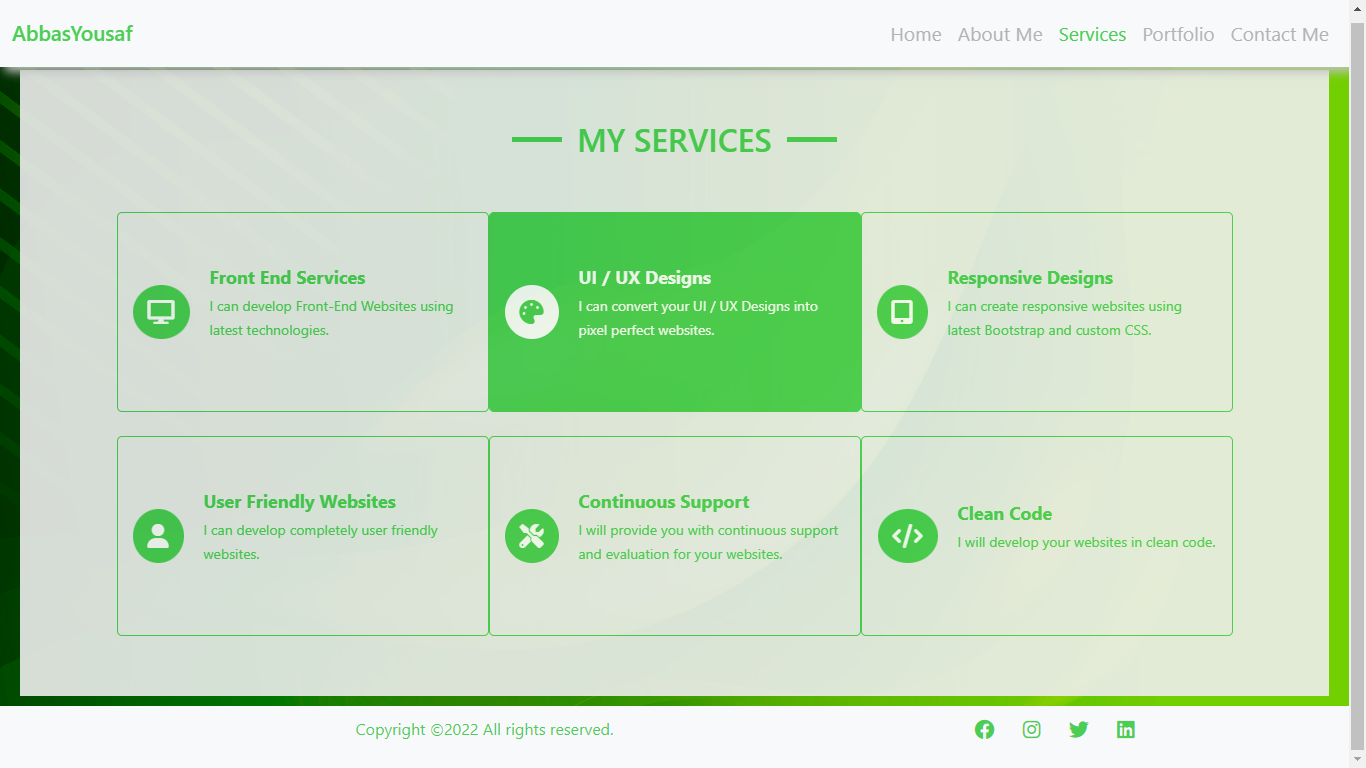 AbbasYousaf
Home About Me Services Portfolio Contact Me
MY SERVICES
Front End Services
I can develop Front-End Websites using
latest technologies.
UI / UX Designs
I can convert your UI / UX Designs into
pixel perfect websites.
Responsive Designs
I can create responsive websites using
latest Bootstrap and custom CSS.
User Friendly Websites
I can develop completely user friendly
websites.
Continuous Support
I will provide you with continuous support
and evaluation for your websites.
Clean Code
I will develop your websites in clean code.
Copyright ©2022 All rights reserved.